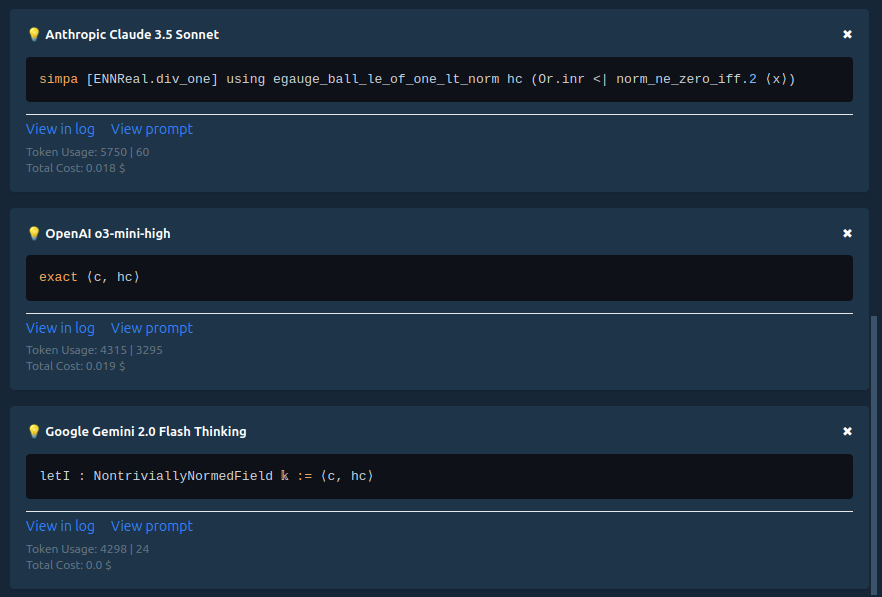 💡 Anthropic Claude 3.5 Sonnet ✖
simpa [ENNReal.div_one] using egauge_ball_le_of_one_lt_norm hc (Or.inr <| norm_ne_zero_iff.2 ⟨x⟩)
View in log View prompt
Token Usage: 5750 | 60
Total Cost: 0.018 $
💡 OpenAI o3-mini-high ✖
exact ⟨c, hc⟩
View in log View prompt
Token Usage: 4315 | 3295
Total Cost: 0.019 $
💡 Google Gemini 2.0 Flash Thinking ✖
letI : NontriviallyNormedField 𝕜 := ⟨c, hc⟩
View in log View prompt
Token Usage: 4298 | 24
Total Cost: 0.0 $